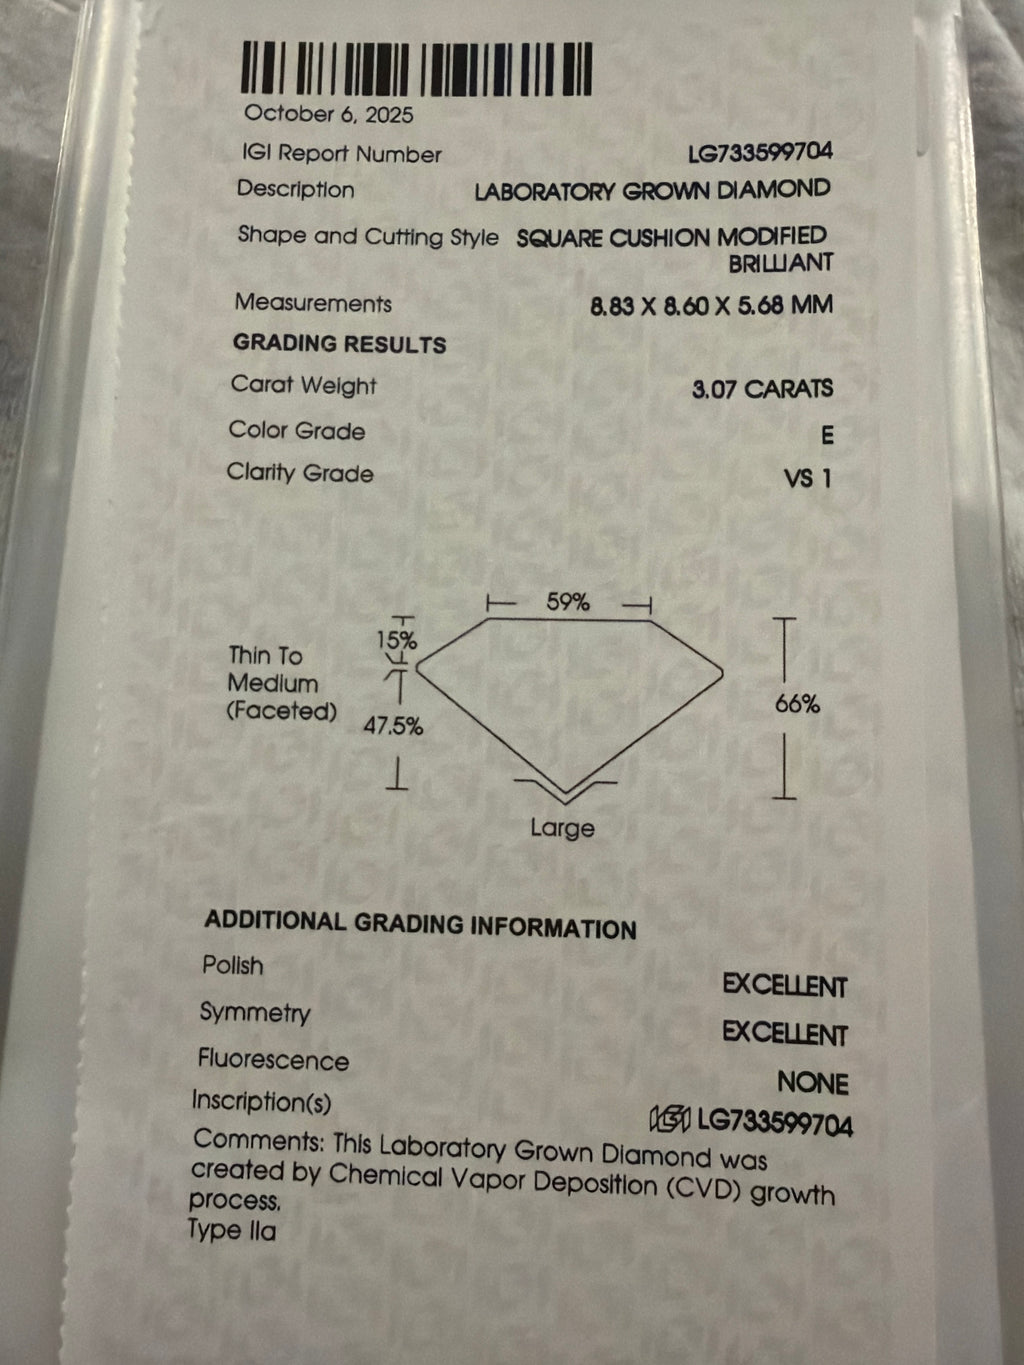 October 6, 2025
IGI Report Number LG733599704
Description LABORATORY GROWN DIAMOND
Shape and Cutting Style SQUARE CUSHION MODIFIED
BRILLIANT
Measurements 8.83 X 8.60 X 5.68 MM
GRADING RESULTS
Carat Weight 3.07 CARATS
Color Grade E
Clarity Grade VS 1
59%
15%
Thin To
Medium
(Faceted)
47.5%
66%
Large
ADDITIONAL GRADING INFORMATION
Polish EXCELLENT
Symmetry EXCELLENT
Fluorescence NONE
Inscription(s) IGI LG733599704
Comments: This Laboratory Grown Diamond was
created by Chemical Vapor Deposition (CVD) growth
process.
Type IIa